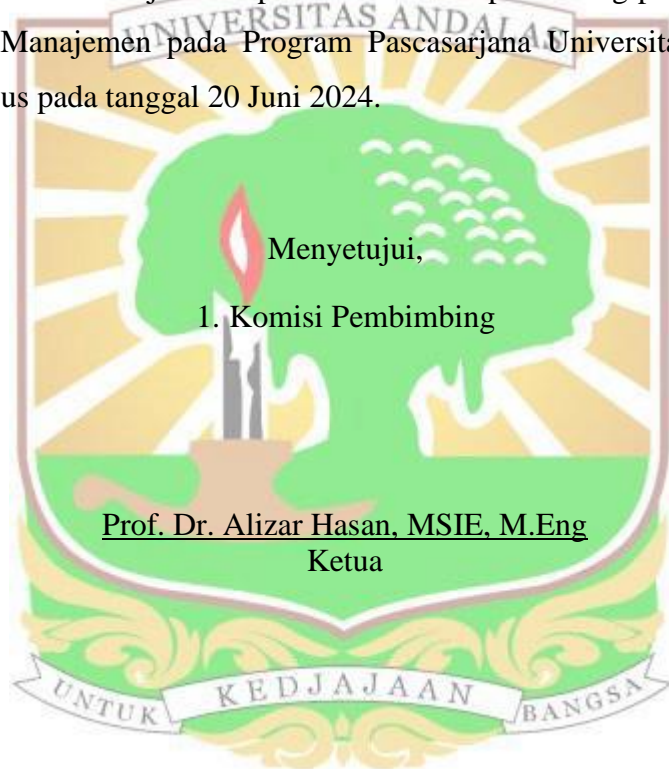 UNIVERSITAS ANDALAS
Manajemen pada Program Pascasarjana
us pada tanggal 20 Juni 2024.
Menyetujui,
1. Komisi Pembimbing
Prof. Dr. Alizar Hasan, MSIE, M.Eng
Ketua
UNTUK KEDJAJAAN BANGSA